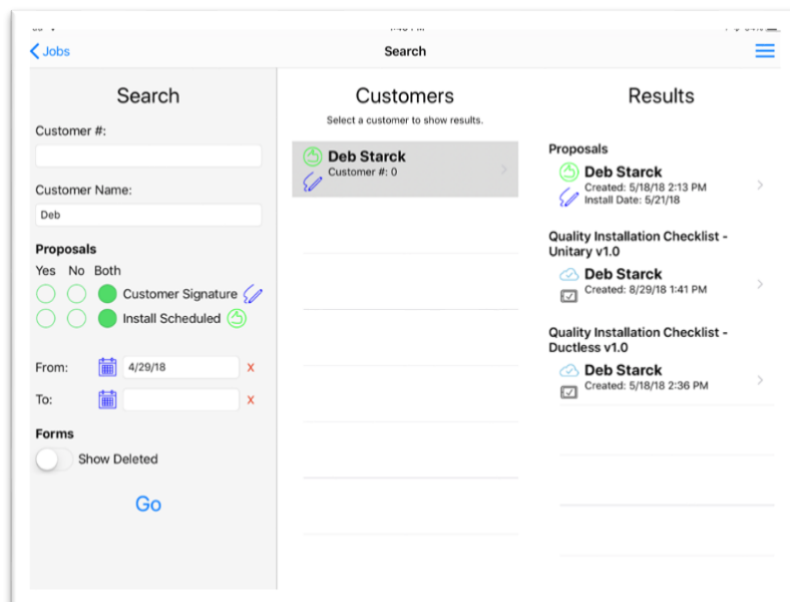 Jobs
Search
Search
Customer #:
Customer Name:
Deb
Proposals
Yes No Both
Customer Signature
Install Scheduled
From:
4/29/18
X
To:
X
Forms
Show Deleted
Go
Customers
Select a customer to show results.
Deb Starck
Customer #: 0
Results
Proposals
Deb Starck
Created: 5/18/18 2:13 PM
Install Date: 5/21/18
Quality Installation Checklist -
Unitary v1.0
Deb Starck
Created: 8/29/18 1:41 PM
Quality Installation Checklist -
Ductless v1.0
Deb Starck
Created: 5/18/18 2:36 PM